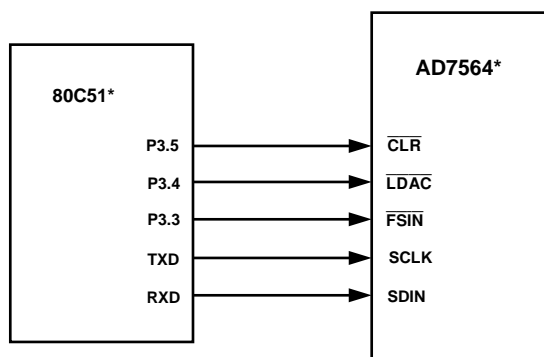 80C51*
AD7564*
P3.5
CLR
P3.4
LDAC
P3.3
FSIN
TXD
SCLK
RXD
SDIN